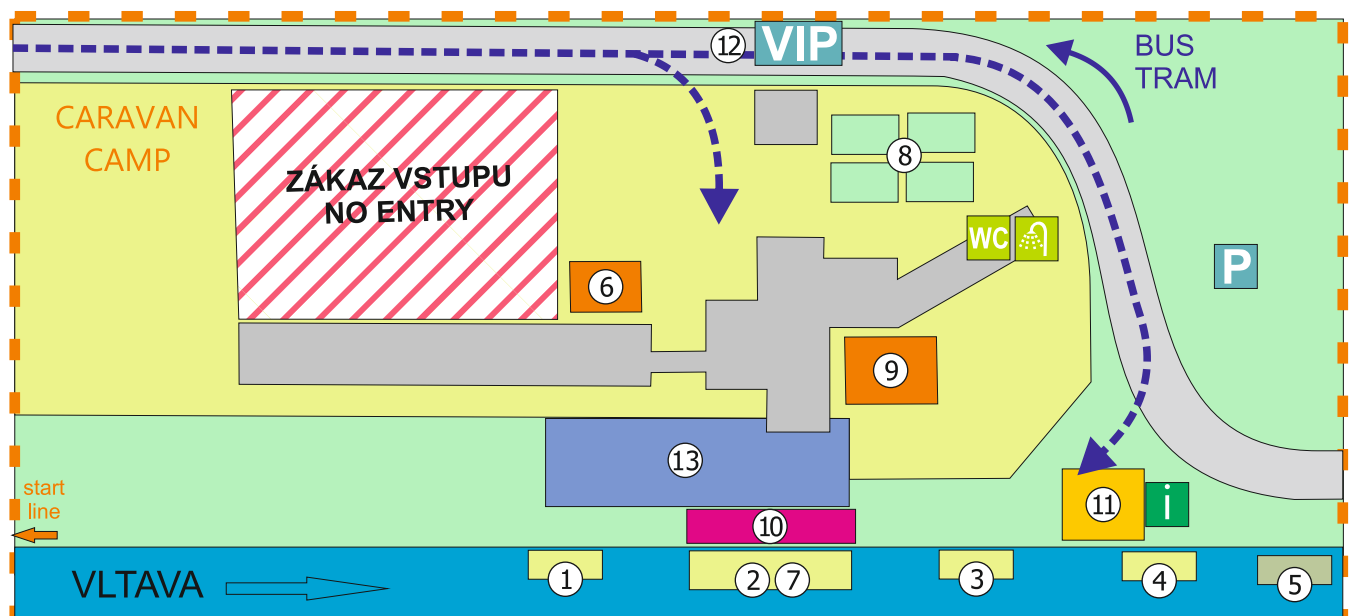 12
VIP
BUS
TRAM
CARAVAN
CAMP
8
ZÁKAZ VSTUPU
NO ENTRY
WC
P
6
9
13
start
line
11
i
10
VLTAVA
1
2
7
3
4
5